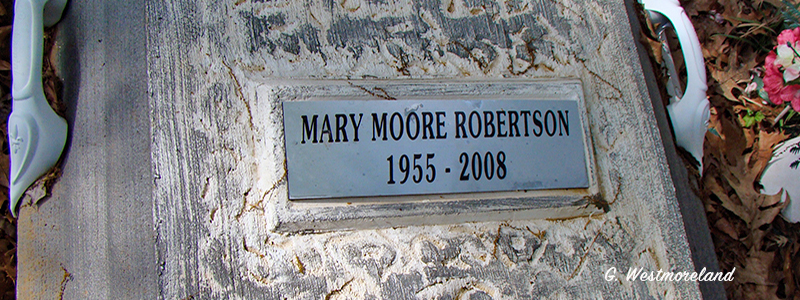 MARY MOORE ROBERTSON
1955 - 2008
G. Westmoreland